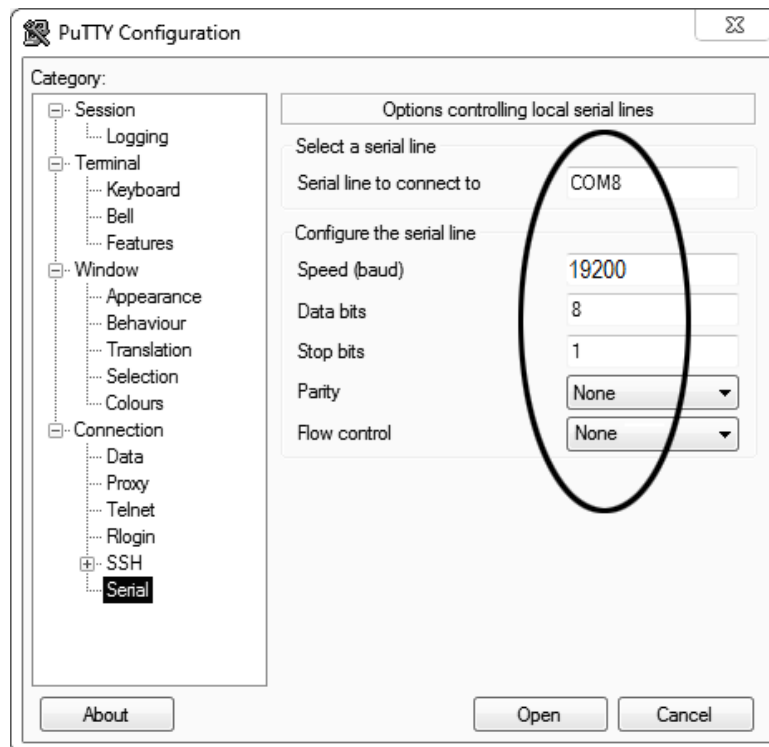 PuTTY Configuration
Category:
Session
Logging
Terminal
Keyboard
Bell
Features
Window
Appearance
Behaviour
Translation
Selection
Colours
Connection
Data
Proxy
Telnet
Rlogin
SSH
Serial
Options controlling local serial lines
Select a serial line
Serial line to connect to COM8
Configure the serial line
Speed (baud) 19200
Data bits 8
Stop bits 1
Parity None
Flow control None
About Open Cancel